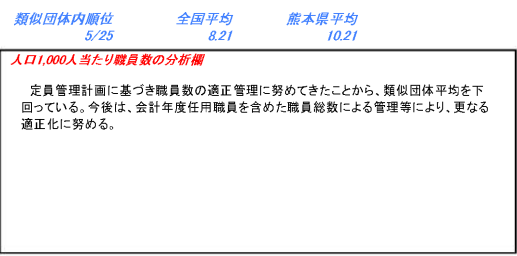 類似団体内順位 全国平均 熊本県平均
5/25 8.21 10.21
人口1,000人当たり職員数の分析欄
定員管理計画に基づき職員数の適正管理に努めてきたことから、類似団体平均を下
回っている。今後は、会計年度任用職員を含めた職員総数による管理等により、更なる
適正化に努める。